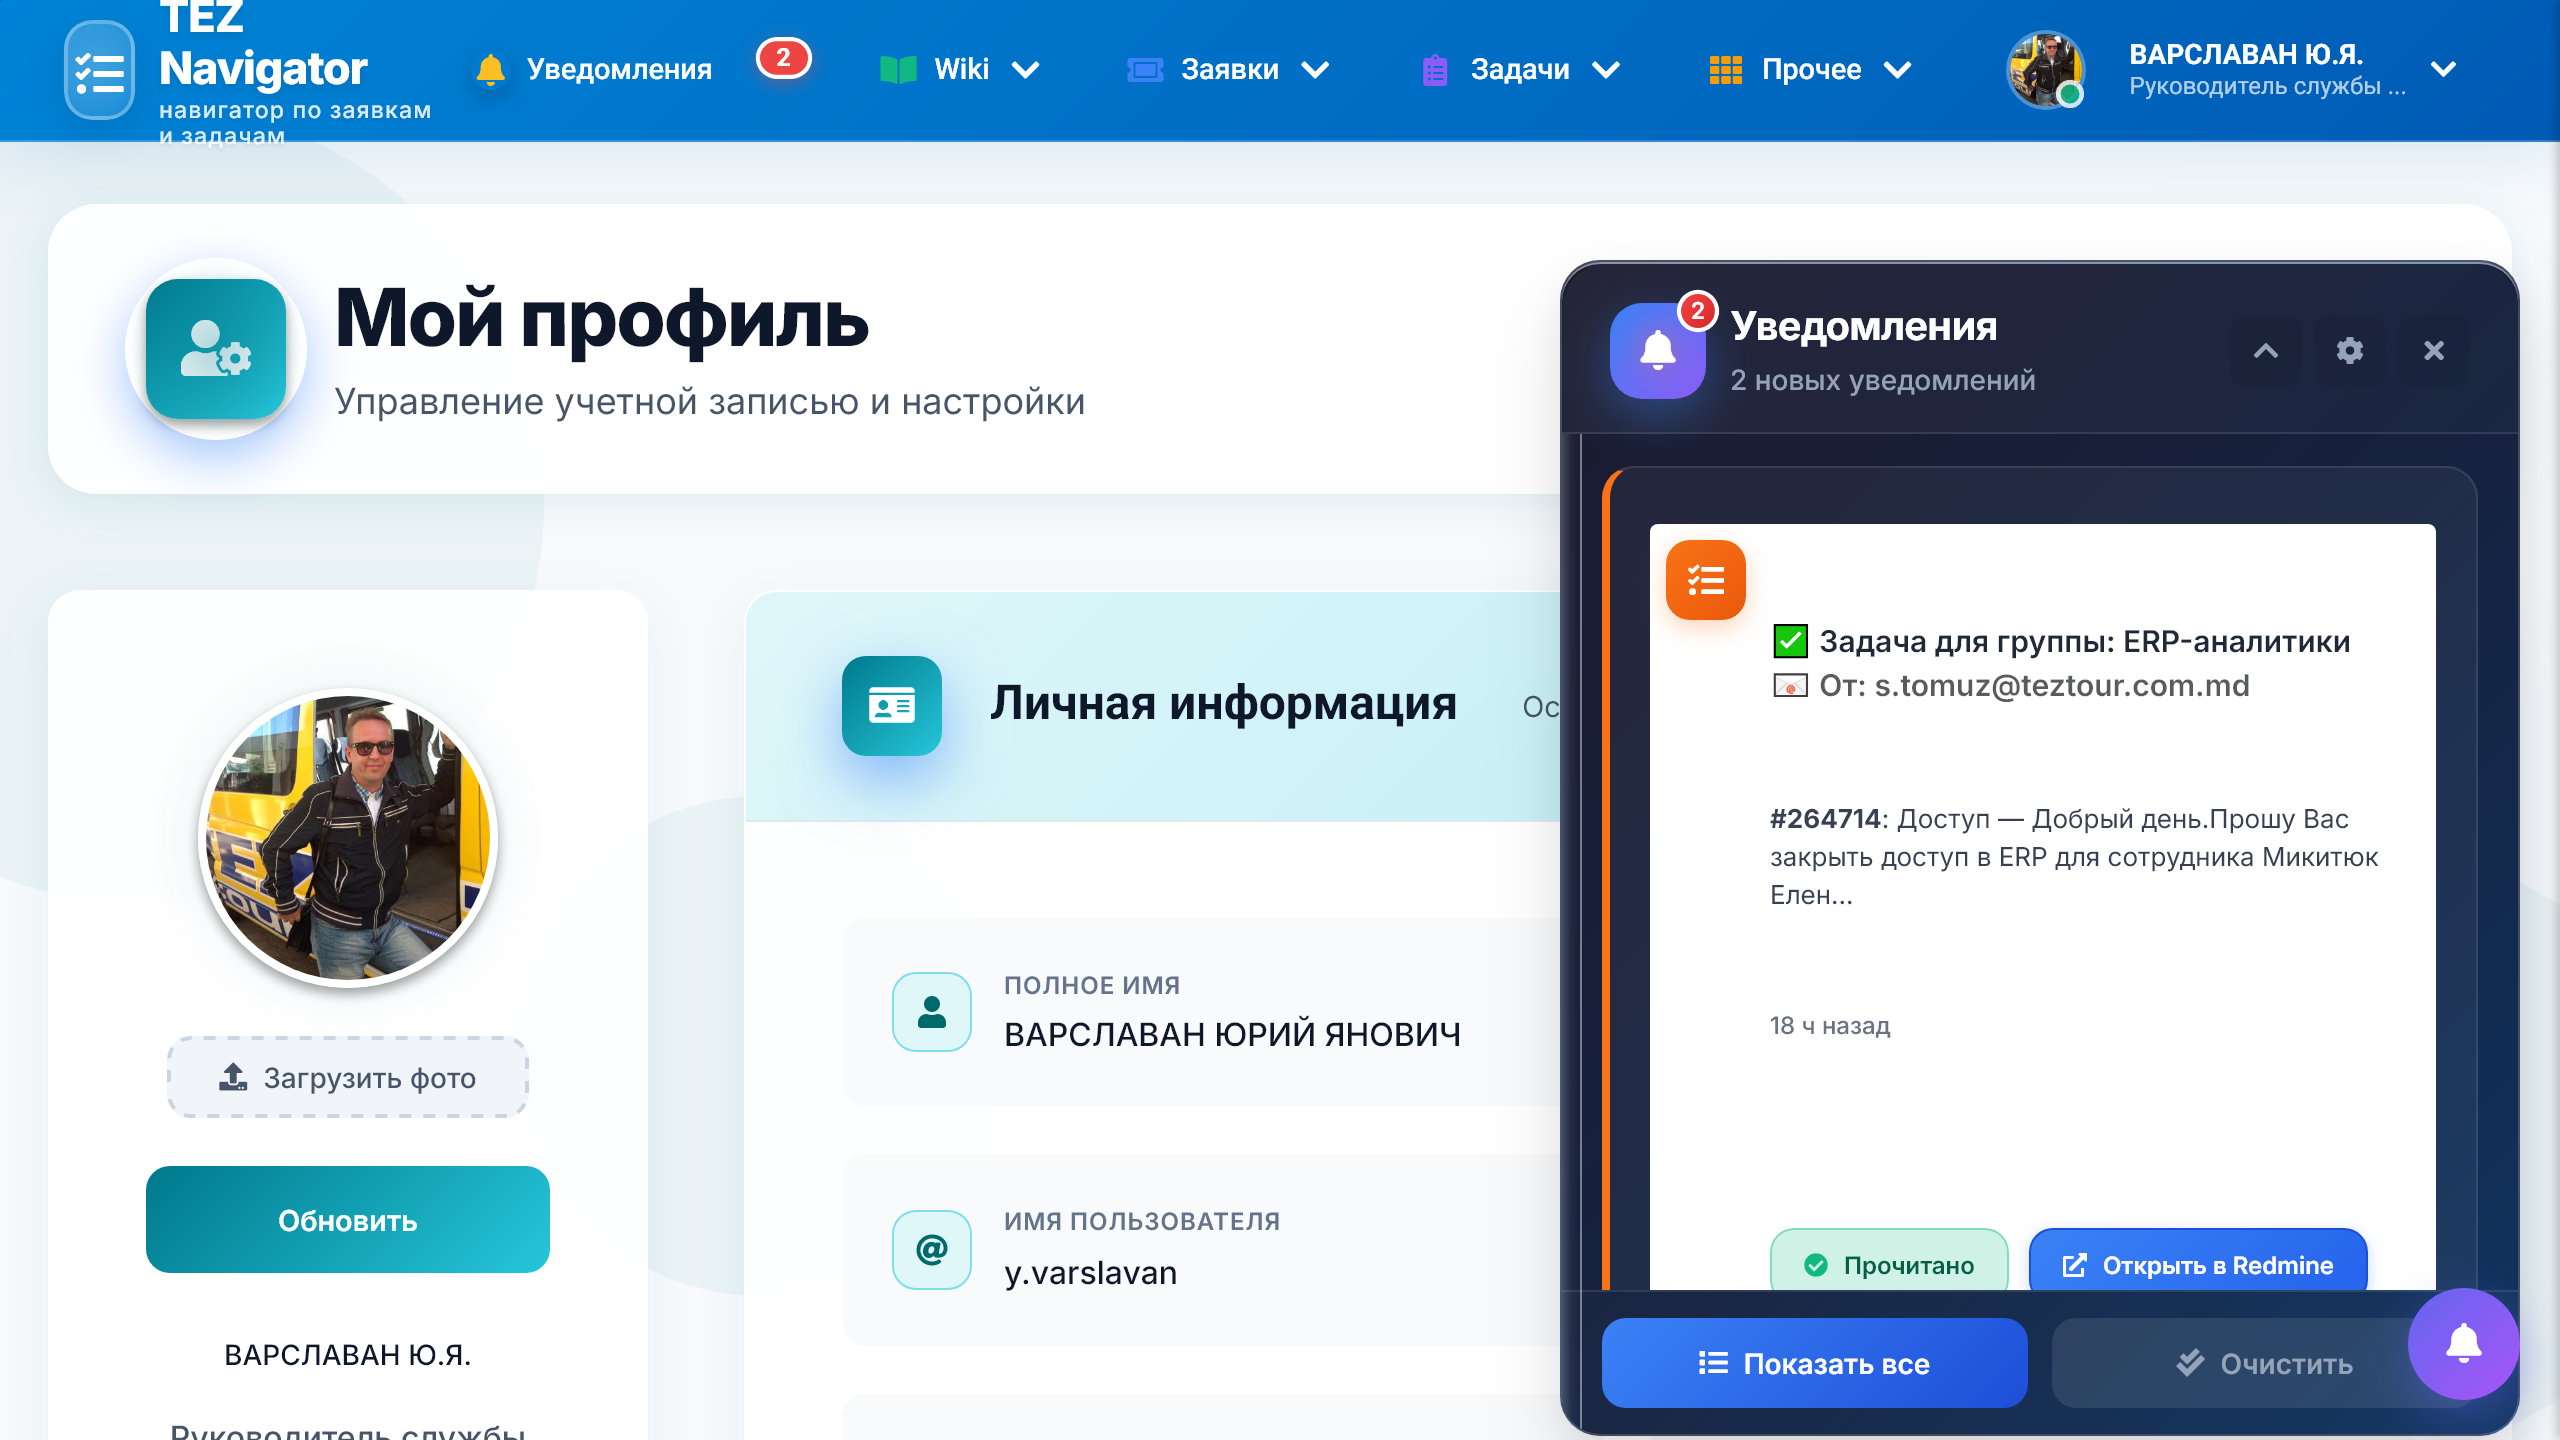 TEZ
Navigator
навигатор по заявкам
и задачам
Уведомления
2
Wiki
Заявки
Задачи
Прочее
ВАРСЛАВАН Ю.Я.
Руководитель службы ...
Мой профиль
Управление учетной записью и настройки
Загрузить фото
Обновить
ВАРСЛАВАН Ю.Я.
Руководитель службы
Личная информация
Ос
ПОЛНОЕ ИМЯ
ВАРСЛАВАН ЮРИЙ ЯНОВИЧ
ИМЯ ПОЛЬЗОВАТЕЛЯ
y.varslavan
2
Уведомления
2 новых уведомлений
Задача для группы: ERP-аналитики
От: s.tomuz@teztour.com.md
#264714: Доступ — Добрый день.Прошу Вас
закрыть доступ в ERP для сотрудника Микитюк
Елен...
18 ч назад
Прочитано
Открыть в Redmine
Показать все
Очистить